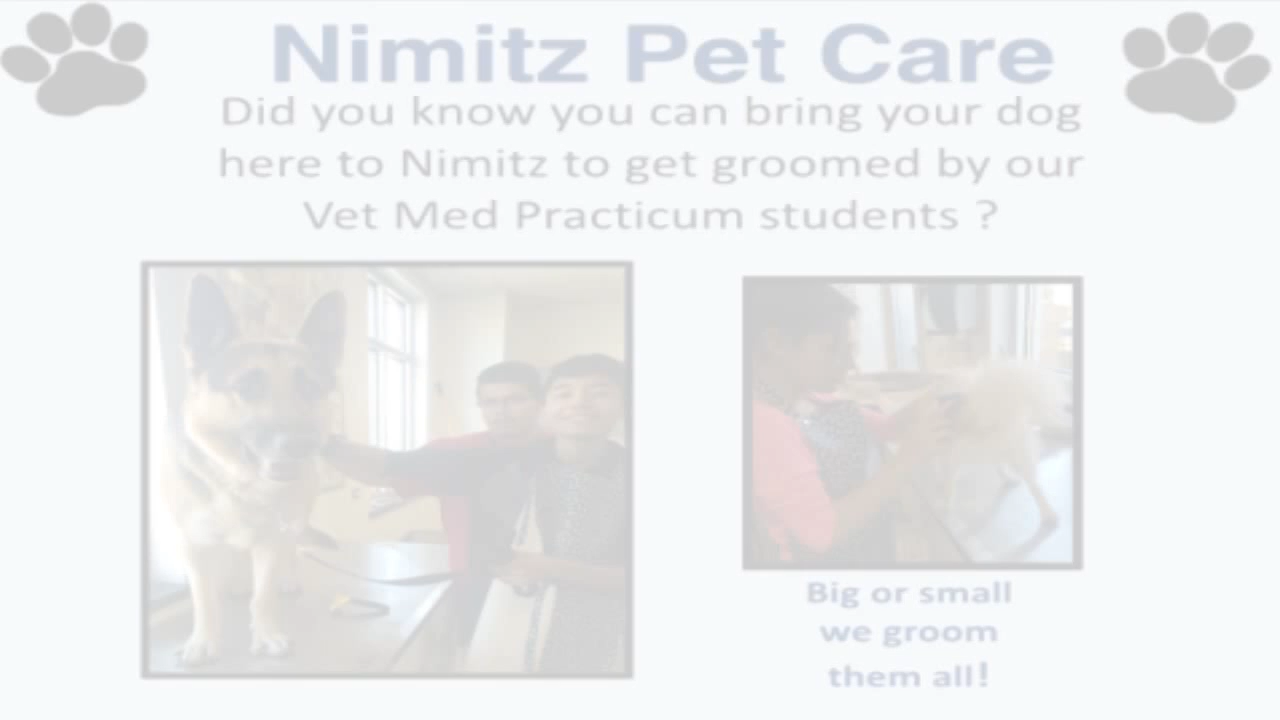 Nimitz Pet Care
Did you know you can bring your dog
here to Nimitz to get groomed by our
Vet Med Practicum students ?
Big or small
we groom
them all!